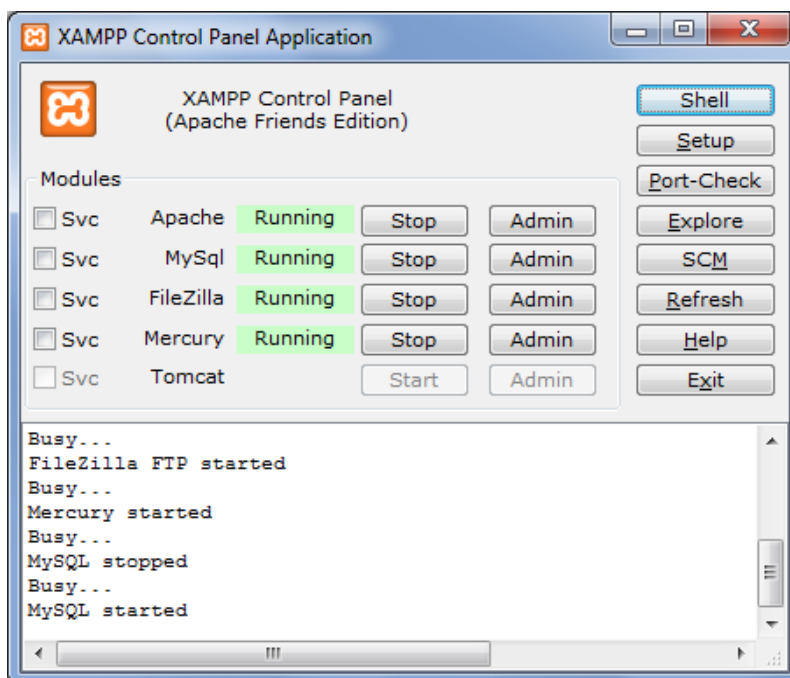 XAMPP Control Panel Application
XAMPP Control Panel
(Apache Friends Edition)
Shell
Setup
Port-Check
Explore
SCM
Refresh
Help
Exit
Modules
Svc Apache Running Stop Admin
Svc MySql Running Stop Admin
Svc FileZilla Running Stop Admin
Svc Mercury Running Stop Admin
Svc Tomcat Start Admin
Busy...
FileZilla FTP started
Busy...
Mercury started
Busy...
MySQL stopped
Busy...
MySQL started